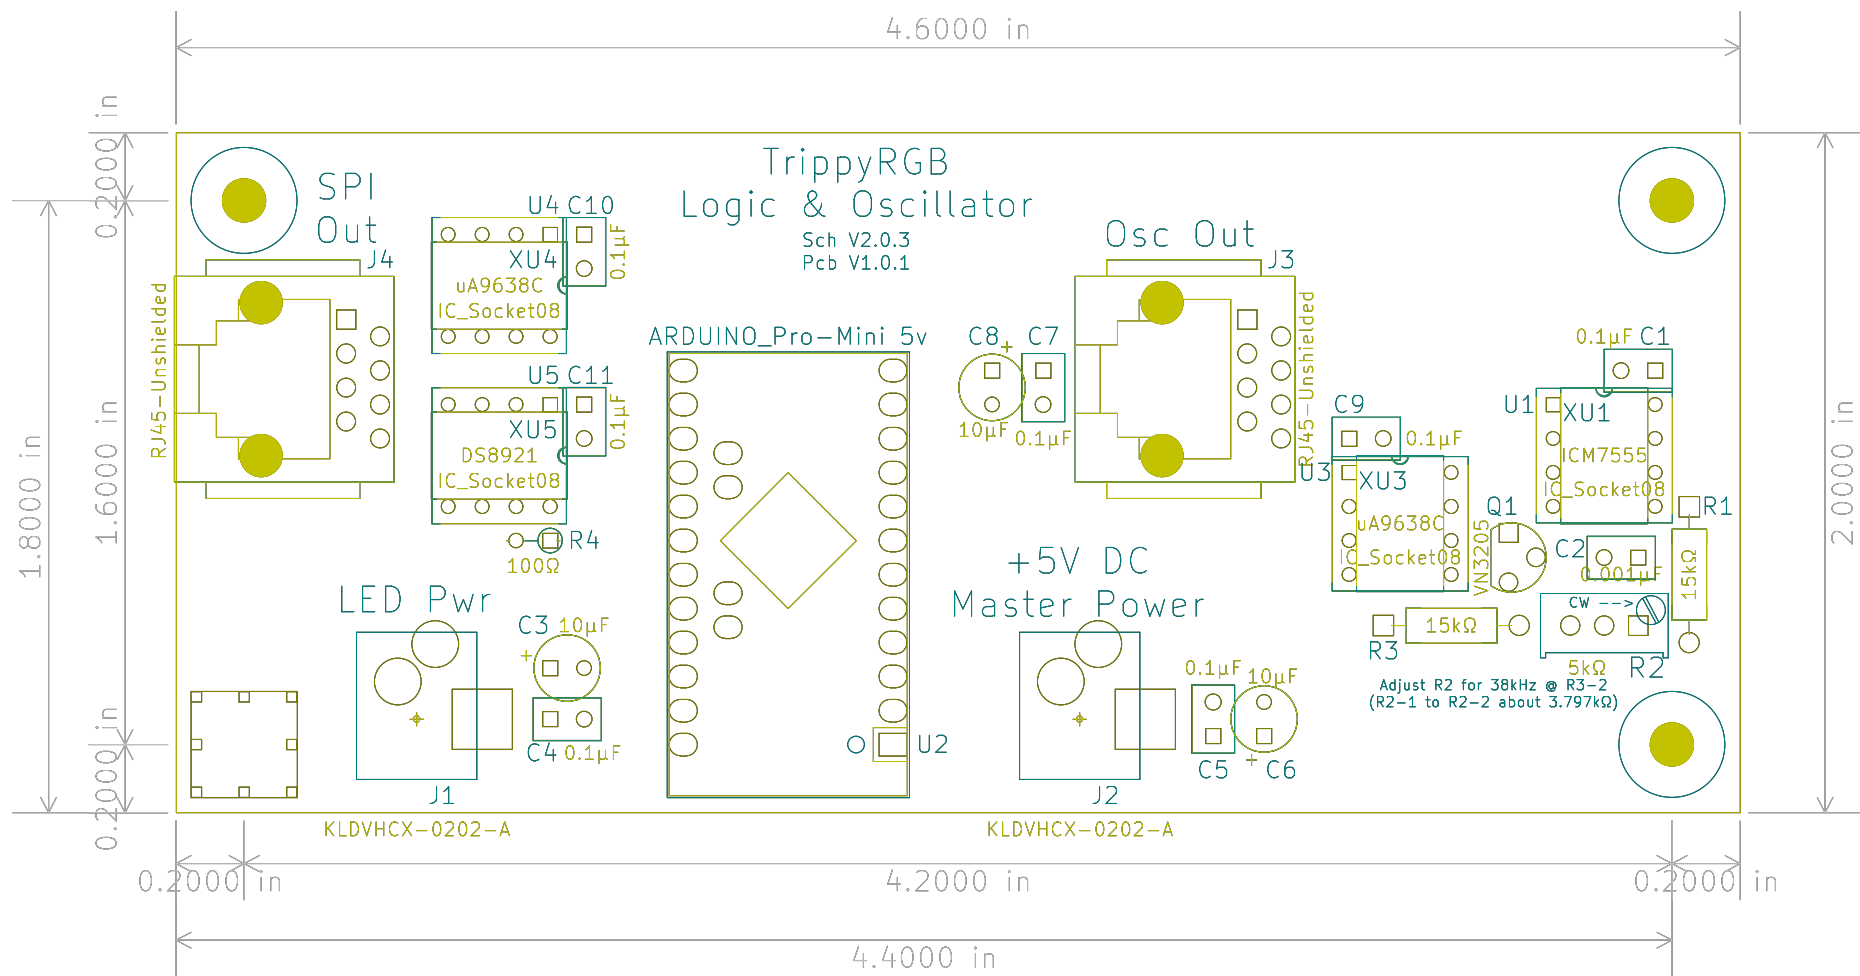 4.6000 in
0.2000 in
TrippyRGB
Logic & Oscillator
Sch V2.0.3
Pcb V1.0.1
SPI
Out
J4
RJ45-Unshielded
U4
C10
0.1µF
XU4
uA9638C
IC_Socket08
U5
C11
0.1µF
XU5
DS8921
IC_Socket08
R4
100Ω
ARDUINO_Pro-Mini 5v
U2
C8
+
10µF
C7
0.1µF
Osc Out
J3
RJ45-Unshielded
C9
0.1µF
U3
XU3
uA9638C
IC_Socket08
0.1µF
C1
U1
XU1
ICM7555
IC_Socket08
Q1
VN3205
R1
15kΩ
C2
0.001µF
CW -->
R3
15kΩ
5kΩ
R2
Adjust R2 for 38kHz @ R3-2
(R2-1 to R2-2 about 3.797kΩ)
LED Pwr
J1
KLDVHCX-0202-A
C3
10µF
+
C4
0.1µF
+5V DC
Master Power
J2
KLDVHCX-0202-A
0.1µF
C5
10µF
+
C6
1.8000 in
1.6000 in
0.2000 in
2.0000 in
0.2000 in
4.2000 in
0.2000 in
4.4000 in